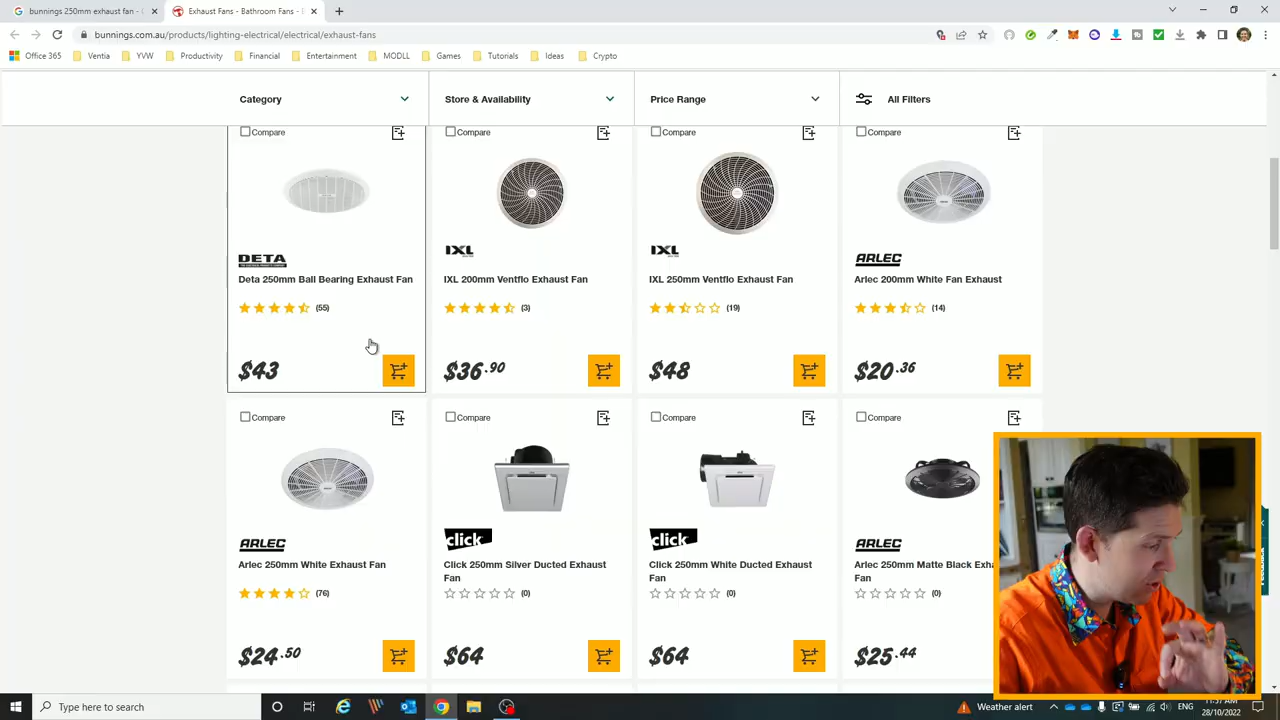 bunnings 250mm exhaust fan -
Exhaust Fans - Bathroom Fans -
bunnings.com.au/products/lighting-electrical/electrical/exhaust-fans
Office 365 Ventia YVW Productivity Financial Entertainment MODLL Games Tutorials Ideas Crypto
Category Store & Availability Price Range All Filters
Compare Compare Compare Compare
DETA IXL IXL ARLEC
Deta 250mm Ball Bearing Exhaust Fan IXL 200mm Ventflo Exhaust Fan IXL 250mm Ventflo Exhaust Fan Arlec 200mm White Fan Exhaust
(55) (3) (19) (14)
$43 $36.90 $48 $20.36
Compare Compare Compare Compare
ARLEC click click ARLEC
Arlec 250mm White Exhaust Fan Click 250mm Silver Ducted Exhaust Fan Click 250mm White Ducted Exhaust Fan Arlec 250mm Matte Black Exha Fan
(76) (0) (0) (0)
$24.50 $64 $64 $25.44
Type here to search
Weather alert
11:57 AM
28/10/2022